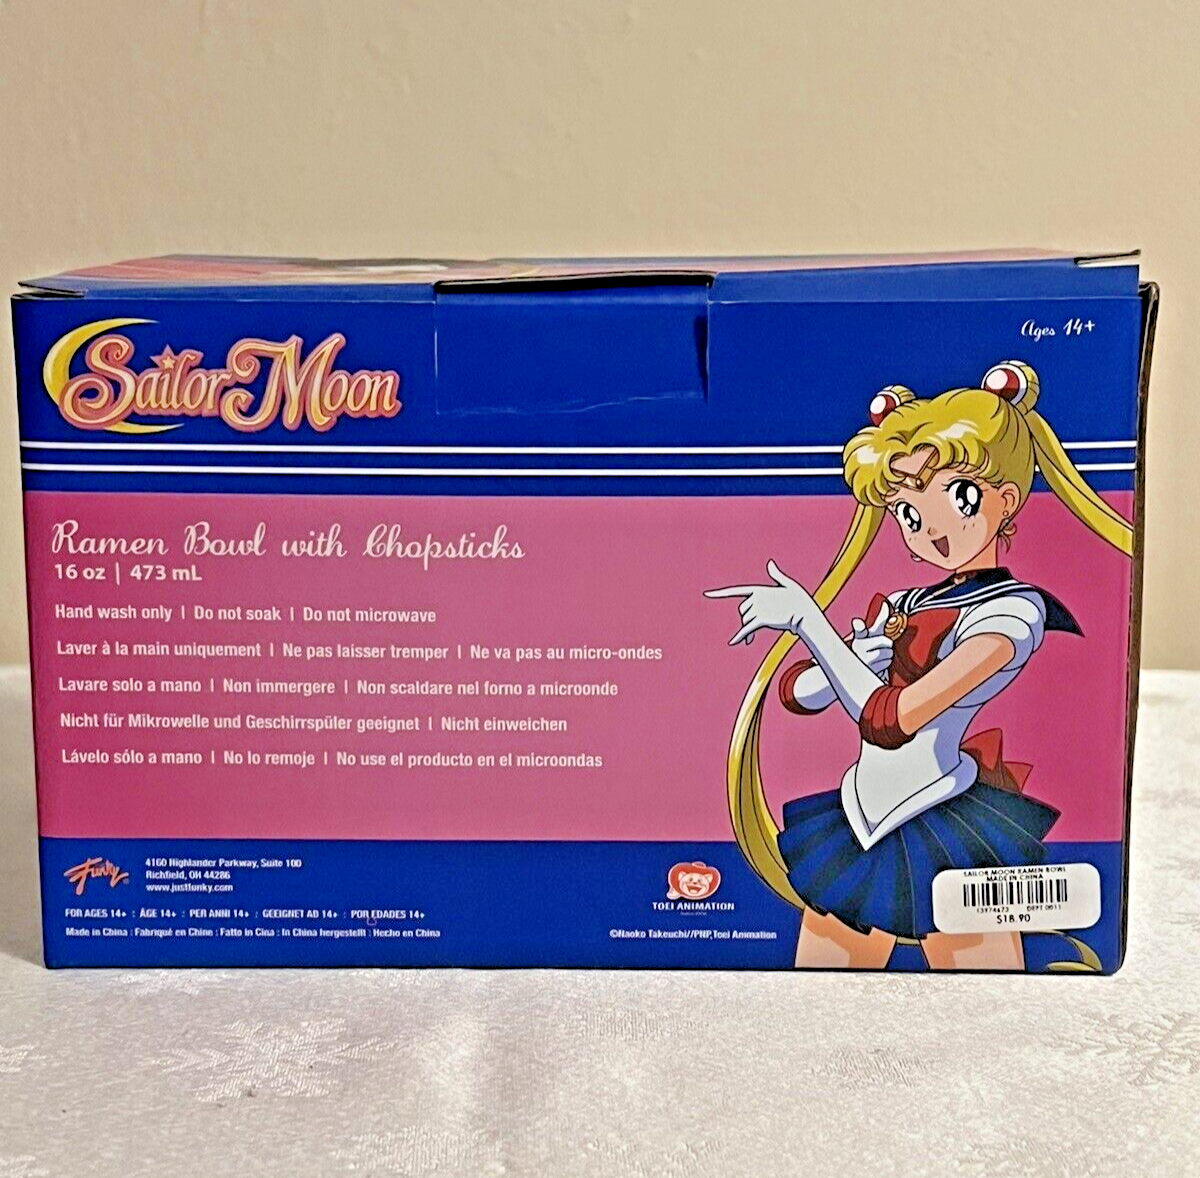 Sailor Moon
Ages 14+
Ramen Bowl with Chopsticks
16 oz | 473 mL
Hand wash only | Do not soak | Do not microwave
Laver à la main uniquement | Ne pas laisser tremper | Ne va pas au micro-ondes
Lavare solo a mano | Non immergere | Non scaldare nel forno a microonde
Nicht für Mikrowelle und Geschirrspüler geeignet | Nicht einweichen
Lávelo sólo a mano | No lo remoje | No use el producto en el microondas
Funky
4160 Highlander Parkway, Suite 100
Richfield, OH 44286
www.justfunky.com
FOR AGES 14+ : ÂGE 14+ : PER ANNI 14+ : GEEIGNET AD 14+ : POR EDADES 14+
Made in China : Fabriqué en Chine : Fatto in Cina : In China hergestellt : Hecho en China
TOEI ANIMATION
©Naoko Takeuchi/PNP, Toei Animation
SAILOR MOON RAMEN BOWL
MADE IN CHINA
13974673 DEPT 0511
$18.90